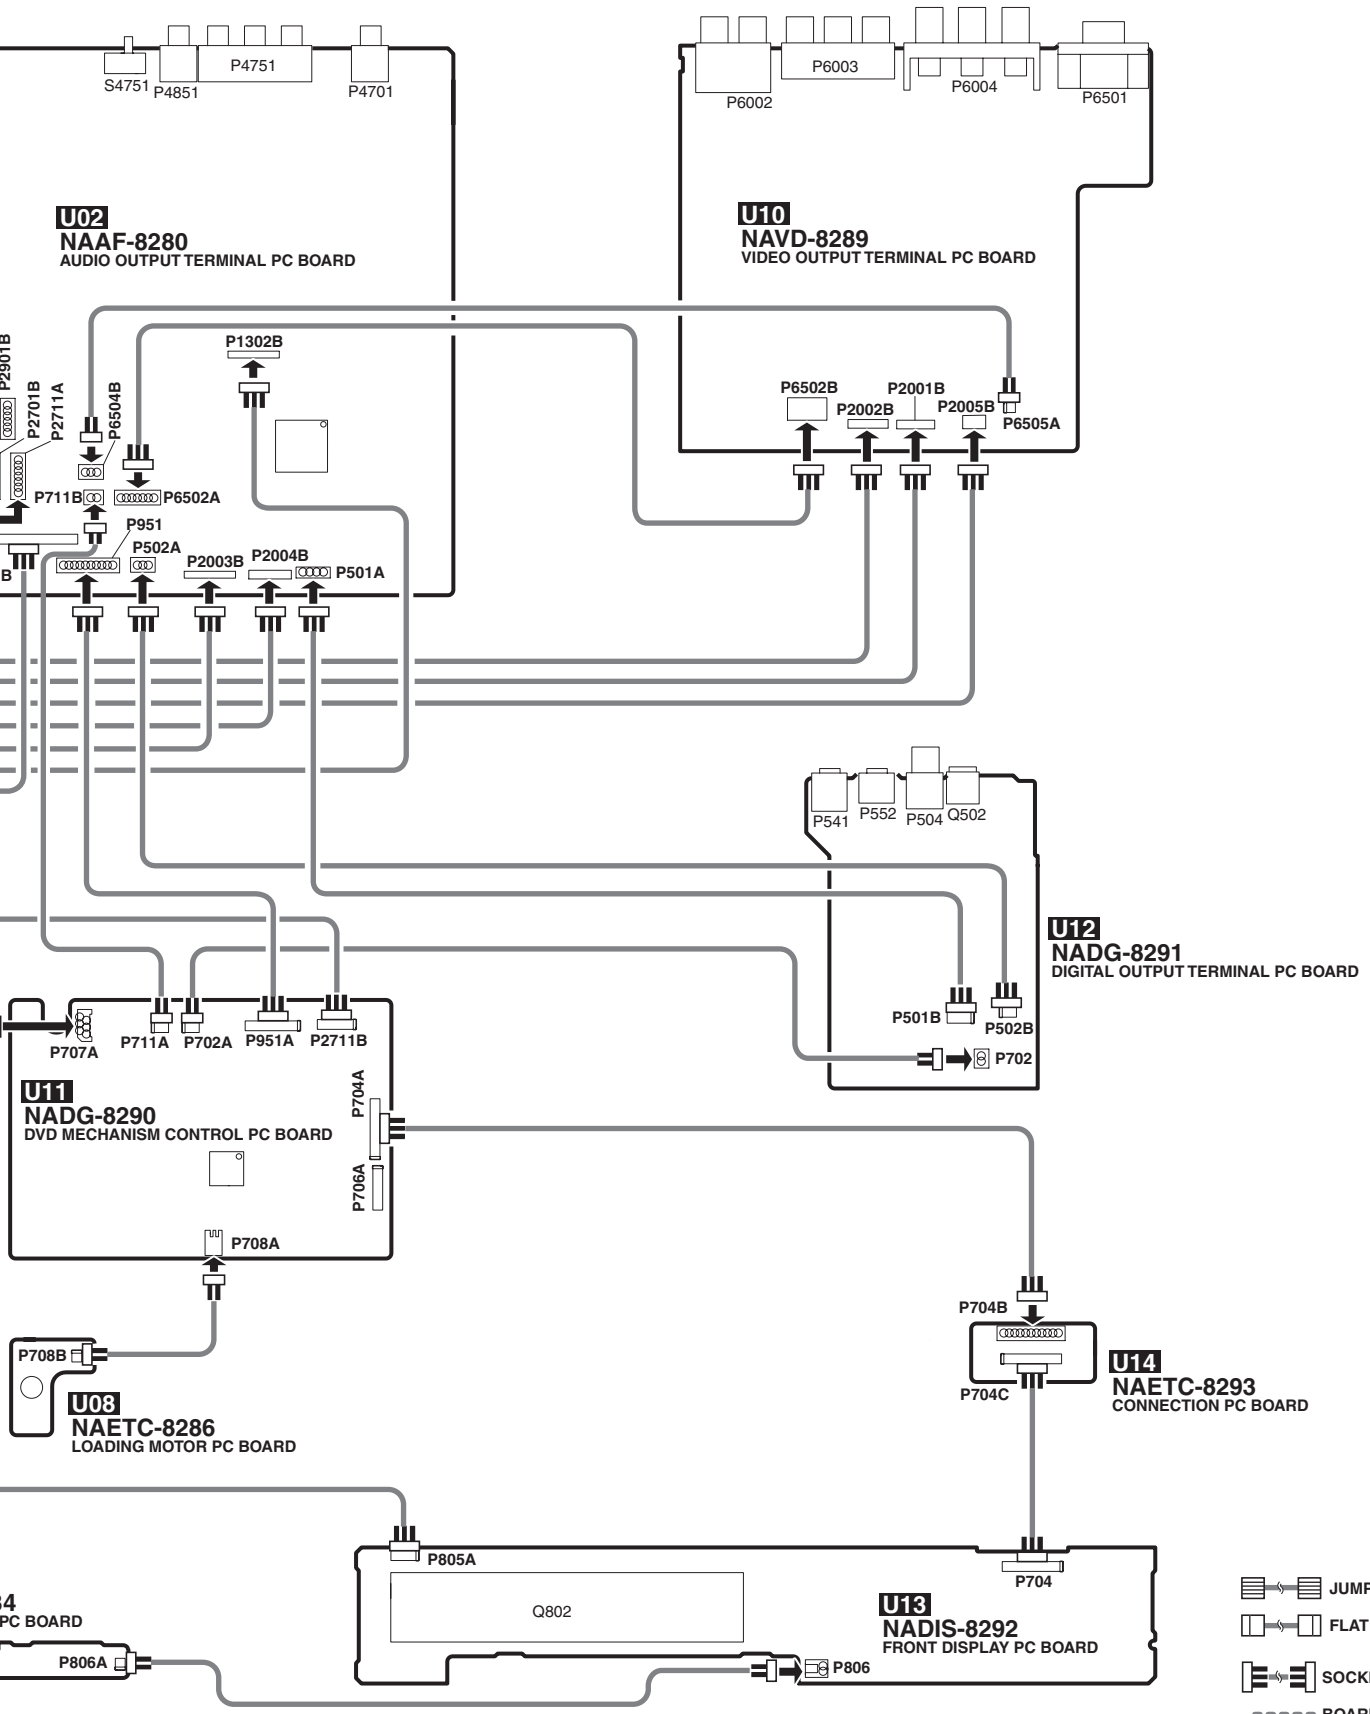 S4751
P4851
P4751
P4701
P6002
P6003
P6004
P6501
U02
NAAF-8280
AUDIO OUTPUT TERMINAL PC BOARD
U10
NAVD-8289
VIDEO OUTPUT TERMINAL PC BOARD
P2901B
P2701B
P2711A
P6504B
P1302B
P6502B
P2002B
P2001B
P2005B
P6505A
P711B
P6502A
P951
P502A
P2003B
P2004B
P501A
B
P541
P552
P504
Q502
U12
NADG-8291
DIGITAL OUTPUT TERMINAL PC BOARD
P501B
P502B
P702
P707A
P711A
P702A
P951A
P2711B
U11
NADG-8290
DVD MECHANISM CONTROL PC BOARD
P704A
P706A
P708A
P708B
U08
NAETC-8286
LOADING MOTOR PC BOARD
P704B
P704C
U14
NAETC-8293
CONNECTION PC BOARD
P805A
P704
Q802
U13
NADIS-8292
FRONT DISPLAY PC BOARD
P806
4
PC BOARD
P806A
JUMP
FLAT